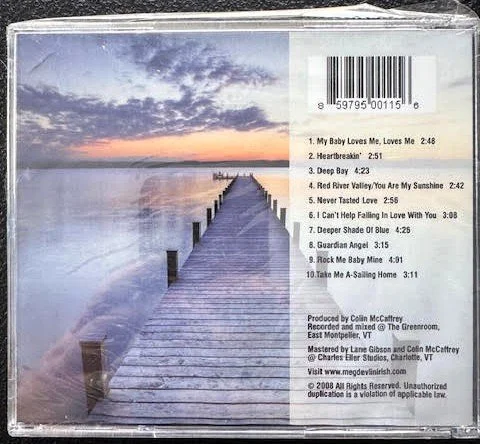 8 59795 00115 6
1. My Baby Loves Me, Loves Me 2:48
2. Heartbreakin' 2:51
3. Deep Bay 4:23
4. Red River Valley/You Are My Sunshine 2:42
5. Never Tasted Love 2:56
6. I Can't Help Falling In Love With You 3:08
7. Deeper Shade Of Blue 4:25
8. Guardian Angel 3:15
9. Rock Me Baby Mine 4:91
10. Take Me A-Sailing Home 3:11
Produced by Colin McCaffrey
Recorded and mixed @ The Greenroom,
East Montpelier, VT
Mastered by Lane Gibson and Colin McCaffrey
@ Charles Eller Studios, Charlotte, VT
Visit www.megdevlinirish.com
© 2008 All Rights Reserved. Unauthorized
duplication is a violation of applicable law.